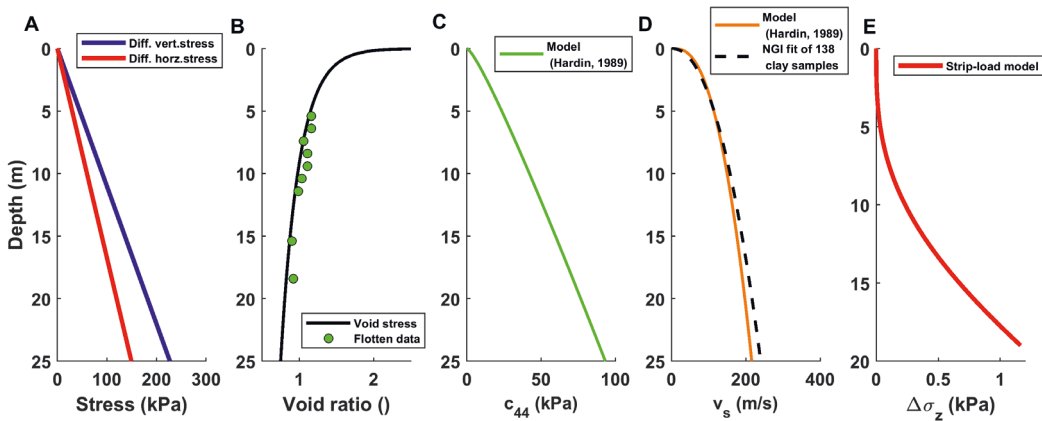 A
Diff. vert.stress
Diff. horz.stress
0
5
10
15
20
25
0
100
200
300
Depth (m)
Stress (kPa)
B
0
5
10
15
20
25
1
2
Void stress
Flotten data
Void ratio ()
C
Model
(Hardin, 1989)
0
5
10
15
20
25
0
50
100
c44 (kPa)
D
Model
(Hardin, 1989)
NGI fit of 138
clay samples
0
5
10
15
20
25
0
200
400
vs (m/s)
E
Strip-load model
0
5
10
15
20
0
0.5
1
Δσz (kPa)